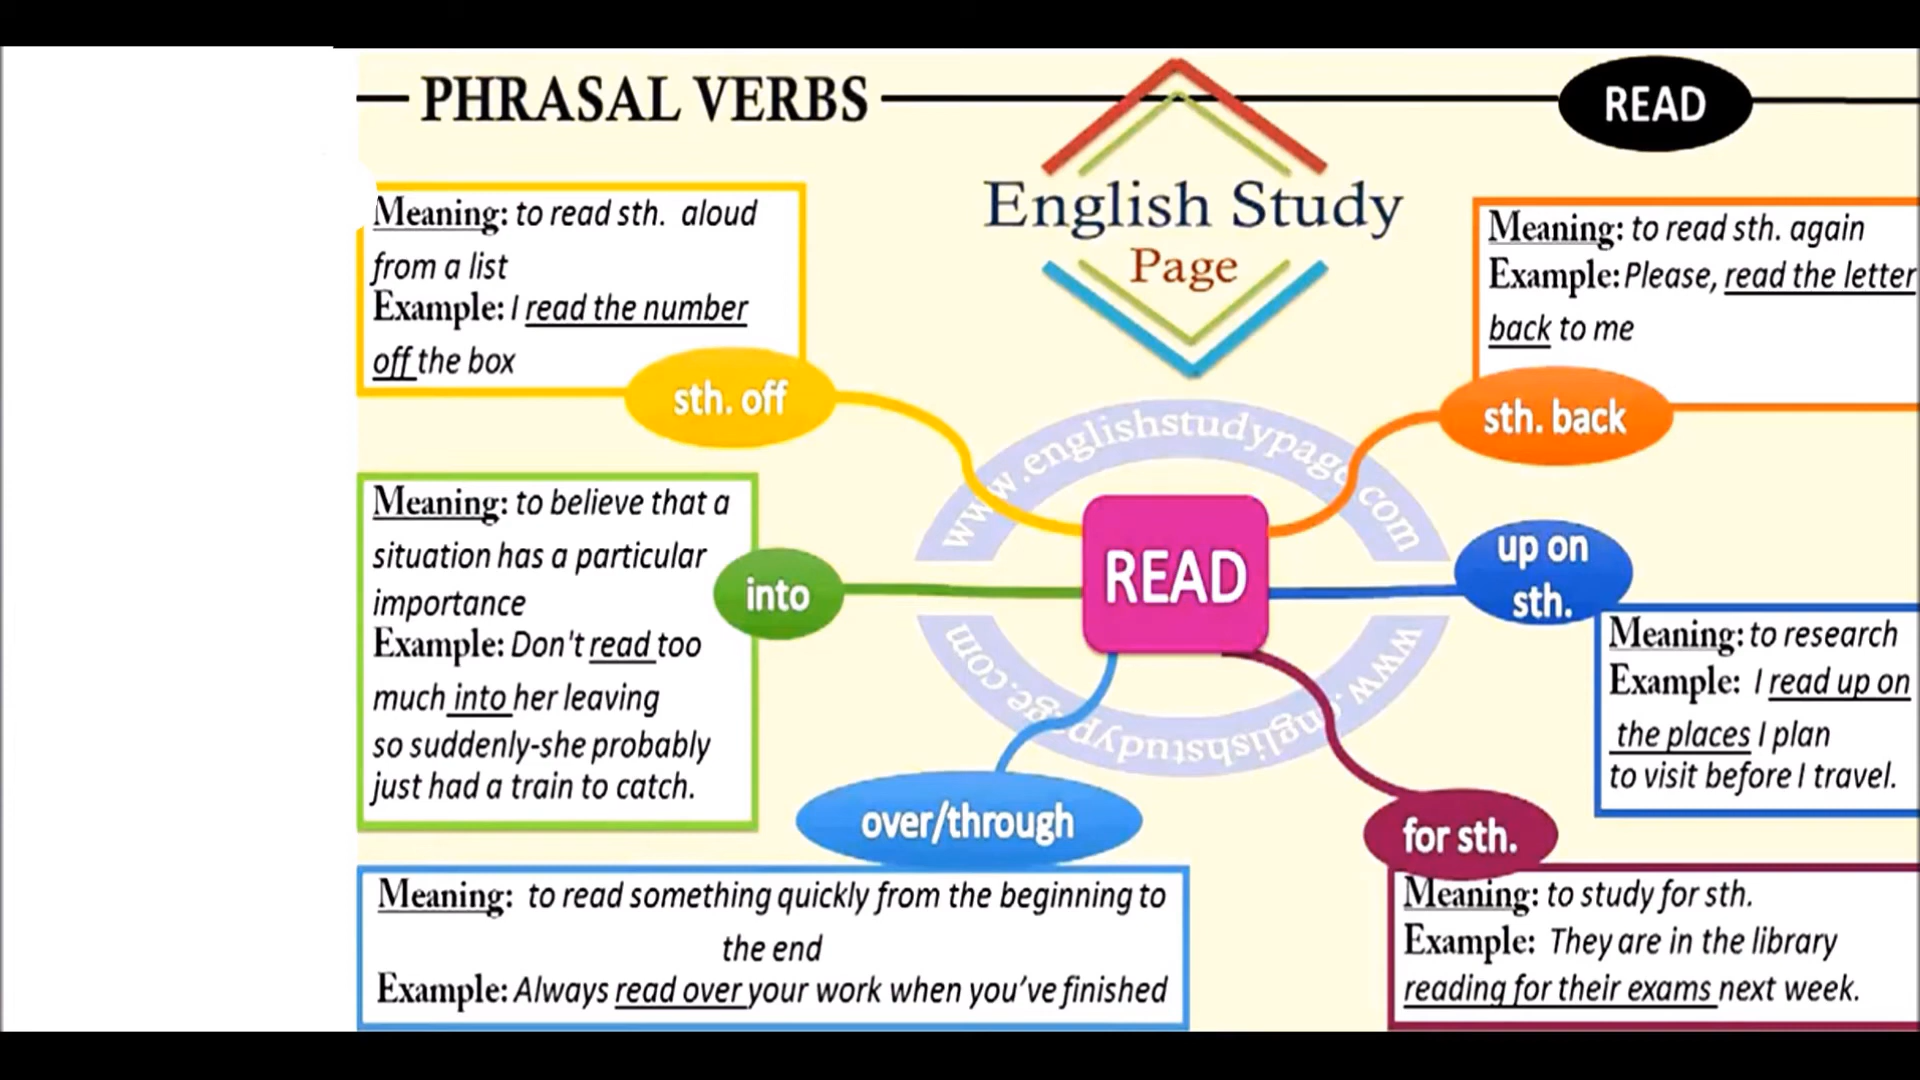 PHRASAL VERBS
READ
English Study
Page
Meaning: to read sth. aloud
from a list
Example: I read the number
off the box
sth. off
Meaning: to read sth. again
Example: Please, read the letter
back to me
sth. back
www.englishstudypage.com
Meaning: to believe that a
situation has a particular
importance
Example: Don't read too
much into her leaving
so suddenly-she probably
just had a train to catch.
into
READ
up on
sth.
Meaning: to research
Example: I read up on
the places I plan
to visit before I travel.
www.englishstudypage.com
over/through
Meaning: to read something quickly from the beginning to
the end
Example: Always read over your work when you've finished
for sth.
Meaning: to study for sth.
Example: They are in the library
reading for their exams next week.